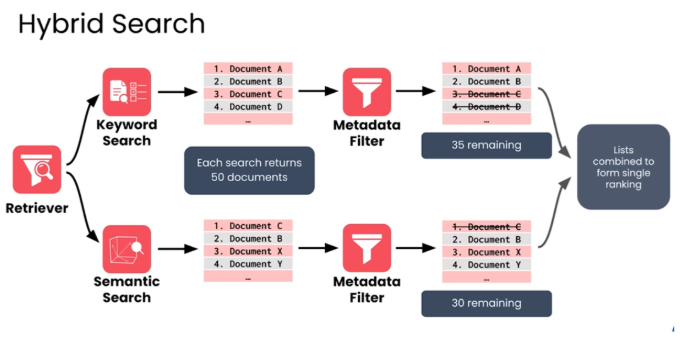 Hybrid Search
Retriever
Keyword
Search
1. Document A
2. Document B
3. Document C
4. Document D
…
Metadata
Filter
1. Document A
2. Document B
3. Document C
4. Document D
…
35 remaining
Each search returns
50 documents
Lists
combined to
form single
ranking
Semantic
Search
1. Document C
2. Document B
3. Document X
4. Document Y
…
Metadata
Filter
1. Document C
2. Document B
3. Document X
4. Document Y
…
30 remaining